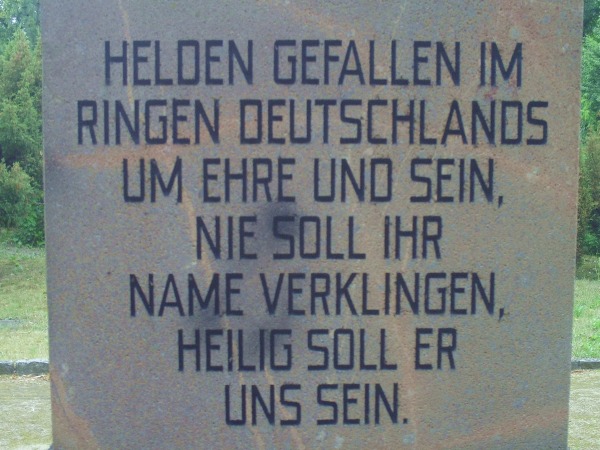 HELDEN GEFALLEN IM
RINGEN DEUTSCHLANDS
UM EHRE UND SEIN,
NIE SOLL IHR
NAME VERKLINGEN,
HEILIG SOLL ER
UNS SEIN.